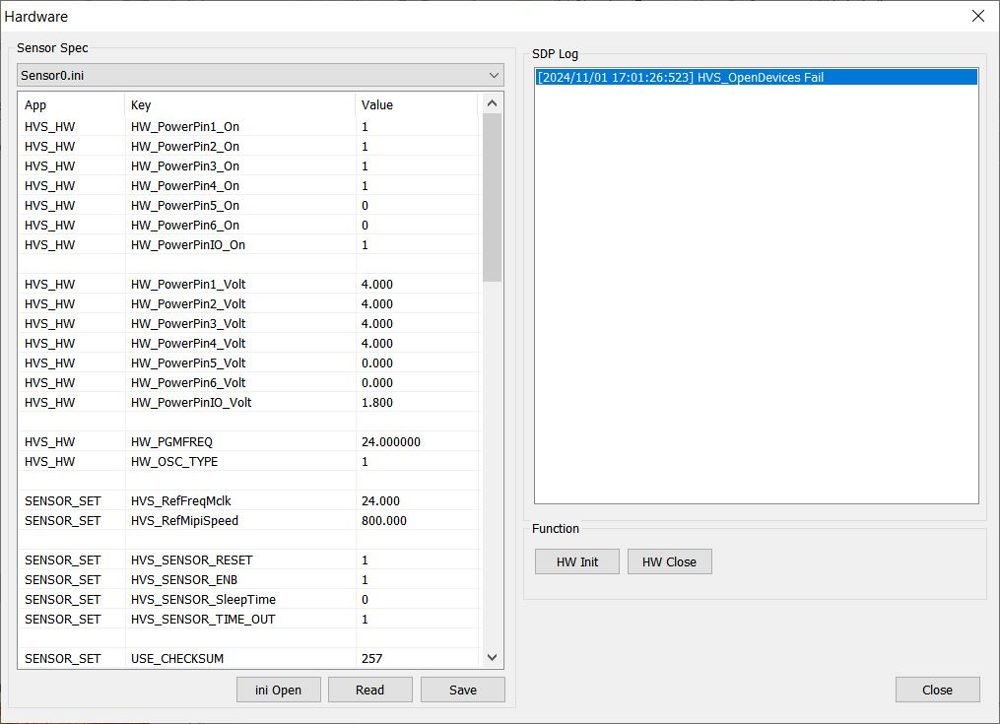 Hardware
Sensor Spec
Sensor0.ini
App Key Value
HVS_HW HW_PowerPin1_On 1
HVS_HW HW_PowerPin2_On 1
HVS_HW HW_PowerPin3_On 1
HVS_HW HW_PowerPin4_On 1
HVS_HW HW_PowerPin5_On 0
HVS_HW HW_PowerPin6_On 0
HVS_HW HW_PowerPinIO_On 1
HVS_HW HW_PowerPin1_Volt 4.000
HVS_HW HW_PowerPin2_Volt 4.000
HVS_HW HW_PowerPin3_Volt 4.000
HVS_HW HW_PowerPin4_Volt 4.000
HVS_HW HW_PowerPin5_Volt 0.000
HVS_HW HW_PowerPin6_Volt 0.000
HVS_HW HW_PowerPinIO_Volt 1.800
HVS_HW HW_PGMFREQ 24.000000
HVS_HW HW_OSC_TYPE 1
SENSOR_SET HVS_RefFreqMclk 24.000
SENSOR_SET HVS_RefMipiSpeed 800.000
SENSOR_SET HVS_SENSOR_RESET 1
SENSOR_SET HVS_SENSOR_ENB 1
SENSOR_SET HVS_SENSOR_SleepTime 0
SENSOR_SET HVS_SENSOR_TIME_OUT 1
SENSOR_SET USE_CHECKSUM 257
ini Open Read Save
SDP Log
[2024/11/01 17:01:26:523] HVS_OpenDevices Fail
Function
HW Init HW Close
Close